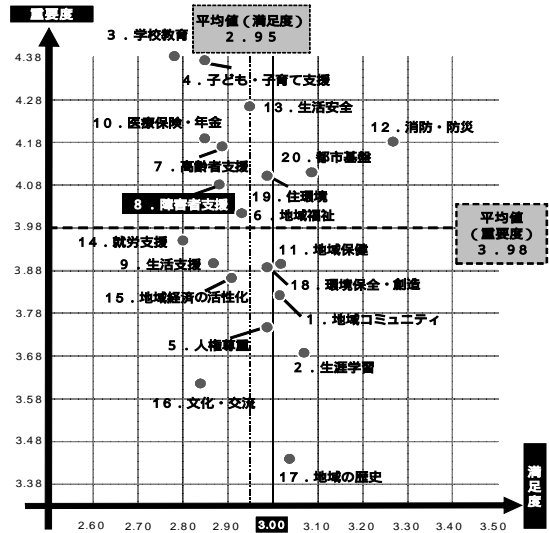 重要度
平均値（満足度）
２．９５
３．学校教育
4.38
４．子ども・子育て支援
4.28
１３．生活安全
１０．医療保険・年金
１２．消防・防災
4.18
２０．都市基盤
７．高齢者支援
4.08
１９．住環境
８．障害者支援
６．地域福祉
平均値
（重要度）
３．９８
3.98
１４．就労支援
１１．地域保健
９．生活支援
3.88
１８．環境保全・創造
１５．地域経済の活性化
3.78
１．地域コミュニティ
５．人権尊重
3.68
２．生涯学習
3.58
１６．文化・交流
3.48
１７．地域の歴史
3.38
満足度
2.60 2.70 2.80 2.90 3.00 3.10 3.20 3.30 3.40 3.50